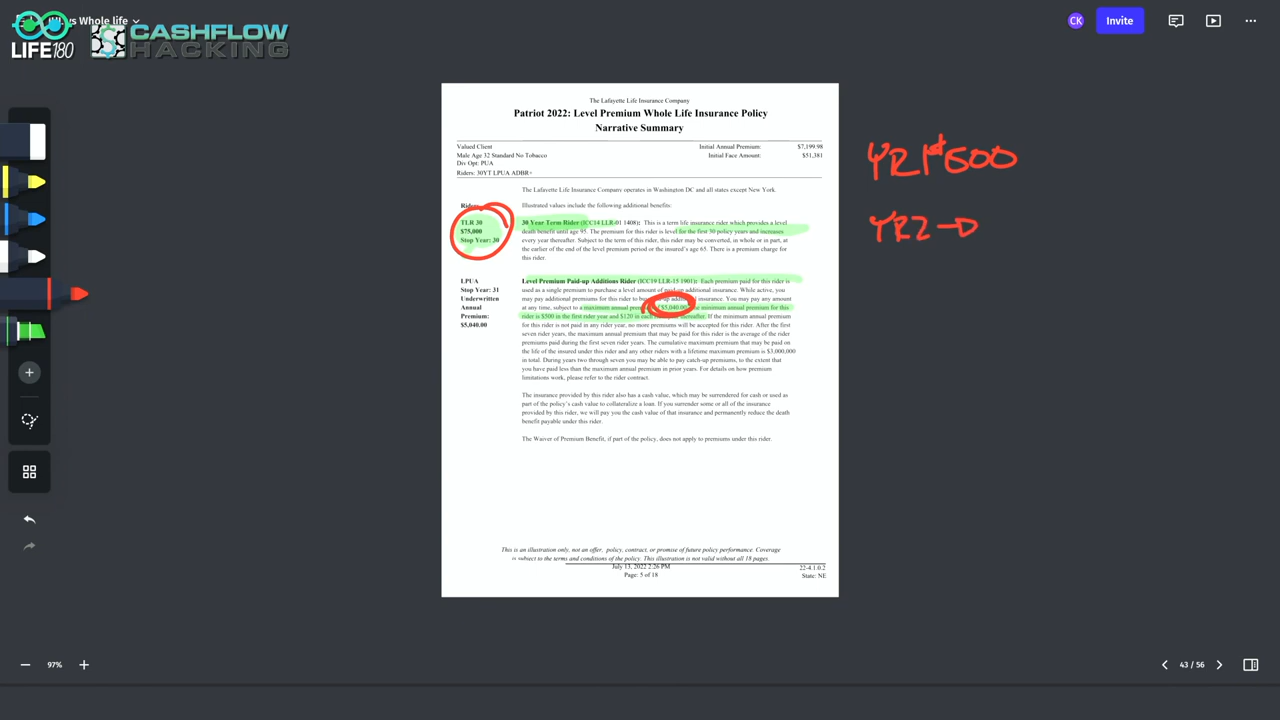 ys Whole life
CK
Invite
LIFE180
CASHFLOW
HACKING
The Lafayette Life Insurance Company
Patriot 2022: Level Premium Whole Life Insurance Policy
Narrative Summary
Valued Client
Male Age 32 Standard No Tobacco
Div Opt: PUA
Riders: 30YT LPUA ADBR+
Initial Annual Premium: $7,199.98
Initial Face Amount: $51,381
The Lafayette Life Insurance Company operates in Washington DC and all states except New York.
Illustrated values include the following additional benefits:
TLR 30
$75,000
Stop Year: 30
30 Year Term Rider (ICC14 LLR-01 1408): This is a term life insurance rider which provides a level
death benefit until age 95. The premium for this rider is level for the first 30 policy years and increases
every year thereafter. Subject to the term of this rider, this rider may be converted, in whole or in part, at
the earlier of the end of the level premium period or the insured's age 65. There is a premium charge for
this rider.
LPUA
Stop Year: 31
Underwritten
Annual
Premium:
$5,040.00
Level Premium Paid-up Additions Rider (ICC19 LLR-15 1901): Each premium paid for this rider is
used as a single premium to purchase a level amount of paid-up additional insurance. While active, you
may pay additional premiums for this rider to buy paid-up additional insurance. You may pay any amount
at any time, subject to a maximum annual $5,040.00 minimum annual premium for this
rider is $500 in the first rider year and $120 in each thereafter. If the minimum annual premium
for this rider is not paid in any rider year, no more premiums will be accepted for this rider. After the first
seven rider years, the maximum annual premium that may be paid for this rider is the average of the rider
premiums paid during the first seven rider years. The cumulative maximum premium that may be paid on
the life of the insured under this rider and any other riders with a lifetime maximum premium is $3,000,000
in total. During years two through seven you may be able to pay catch-up premiums, to the extent that
you have paid less than the maximum annual premium in prior years. For details on how premium
limitations work, please refer to the rider contract.
The insurance provided by this rider also has a cash value, which may be surrendered for cash or used as
part of the policy's cash value to collateralize a loan. If you surrender some or all of the insurance
provided by this rider, we will pay you the cash value of that insurance and permanently reduce the death
benefit payable under this rider.
The Waiver of Premium Benefit, if part of the policy, does not apply to premiums under this rider.
This is an illustration only, not an offer, policy, contract, or promise of future policy performance. Coverage
is subject to the terms and conditions of the policy. This illustration is not valid without all 18 pages.
July 13, 2022 2:26 PM
Page: 5 of 18
22-4.1.0.2
State: NE
YR 1st 500
YR2
97%
43 / 56